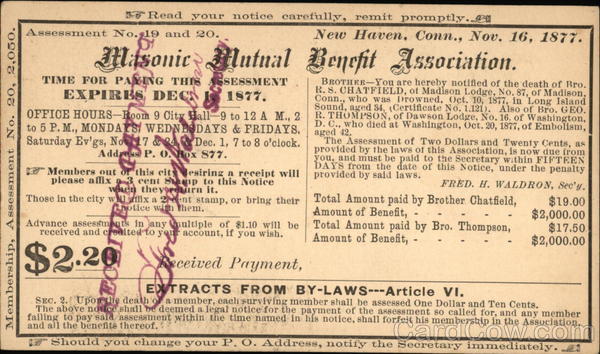 Read your notice carefully, remit promptly.
Assessment No. 19 and 20.
New Haven, Conn., Nov. 16, 1877.
Masonic Mutual Benefit Association.
TIME FOR PAYING THIS ASSESSMENT
EXPIRES DEC. 1, 1877.
OFFICE HOURS—Room 9 City Hall—9 to 12 A. M., 2
to 5 P. M., MONDAYS, WEDNESDAYS & FRIDAYS,
Saturday Ev'gs, Nov. 17 & 24, Dec. 1, 7 to 8 o'clock.
Address P. O. Box 877.
Members out of this city desiring a receipt will
please affix a 3 cent stamp to this Notice
when they return it.
Those in the city will affix a 2 cent stamp, or bring their
notice with them.
Advance assessments in any multiple of $1.10 will be
received and credited to your account, if you wish.
$2.20
Received Payment,
BROTHER—You are hereby notified of the death of Bro.
R. S. CHATFIELD, of Madison Lodge, No. 87, of Madison,
Conn., who was drowned, Oct. 10, 1877, in Long Island
Sound, aged 34, (Certificate No. 1121). Also of Bro. GEO.
R. THOMPSON, of Dawson Lodge, No. 16. of Washington,
D. C., who died at Washington, Oct. 20, 1877, of Embolism,
aged 42.
The Assessment of Two Dollars and Twenty Cents, as
provided by the laws of this Association, is now due from
you, and must be paid to the Secretary within FIFTEEN
DAYS from the date of this Notice, under the penalty
provided by said laws.
FRED. H. WALDRON, Sec'y.
Total Amount paid by Brother Chatfield, $19.00
Amount of Benefit, $2,000.00
Total Amount paid by Bro. Thompson, $17.50
Amount of Benefit, $2,000.00
EXTRACTS FROM BY-LAWS---Article VI.
SEC. 2. Upon the death of a member, each surviving member shall be assessed One Dollar and Ten Cents.
The above notice shall be deemed a legal notice for the payment of the assessment so called for, and any member
failing to pay said assessment within the time named in his notice, shall forfeit his membership in the Association
and all the benefits thereof.
Should you change your P. O. Address, notify the Secretary immediately.
Membership, Assessment No. 20, 2,050.
Secretary
CardCow.com